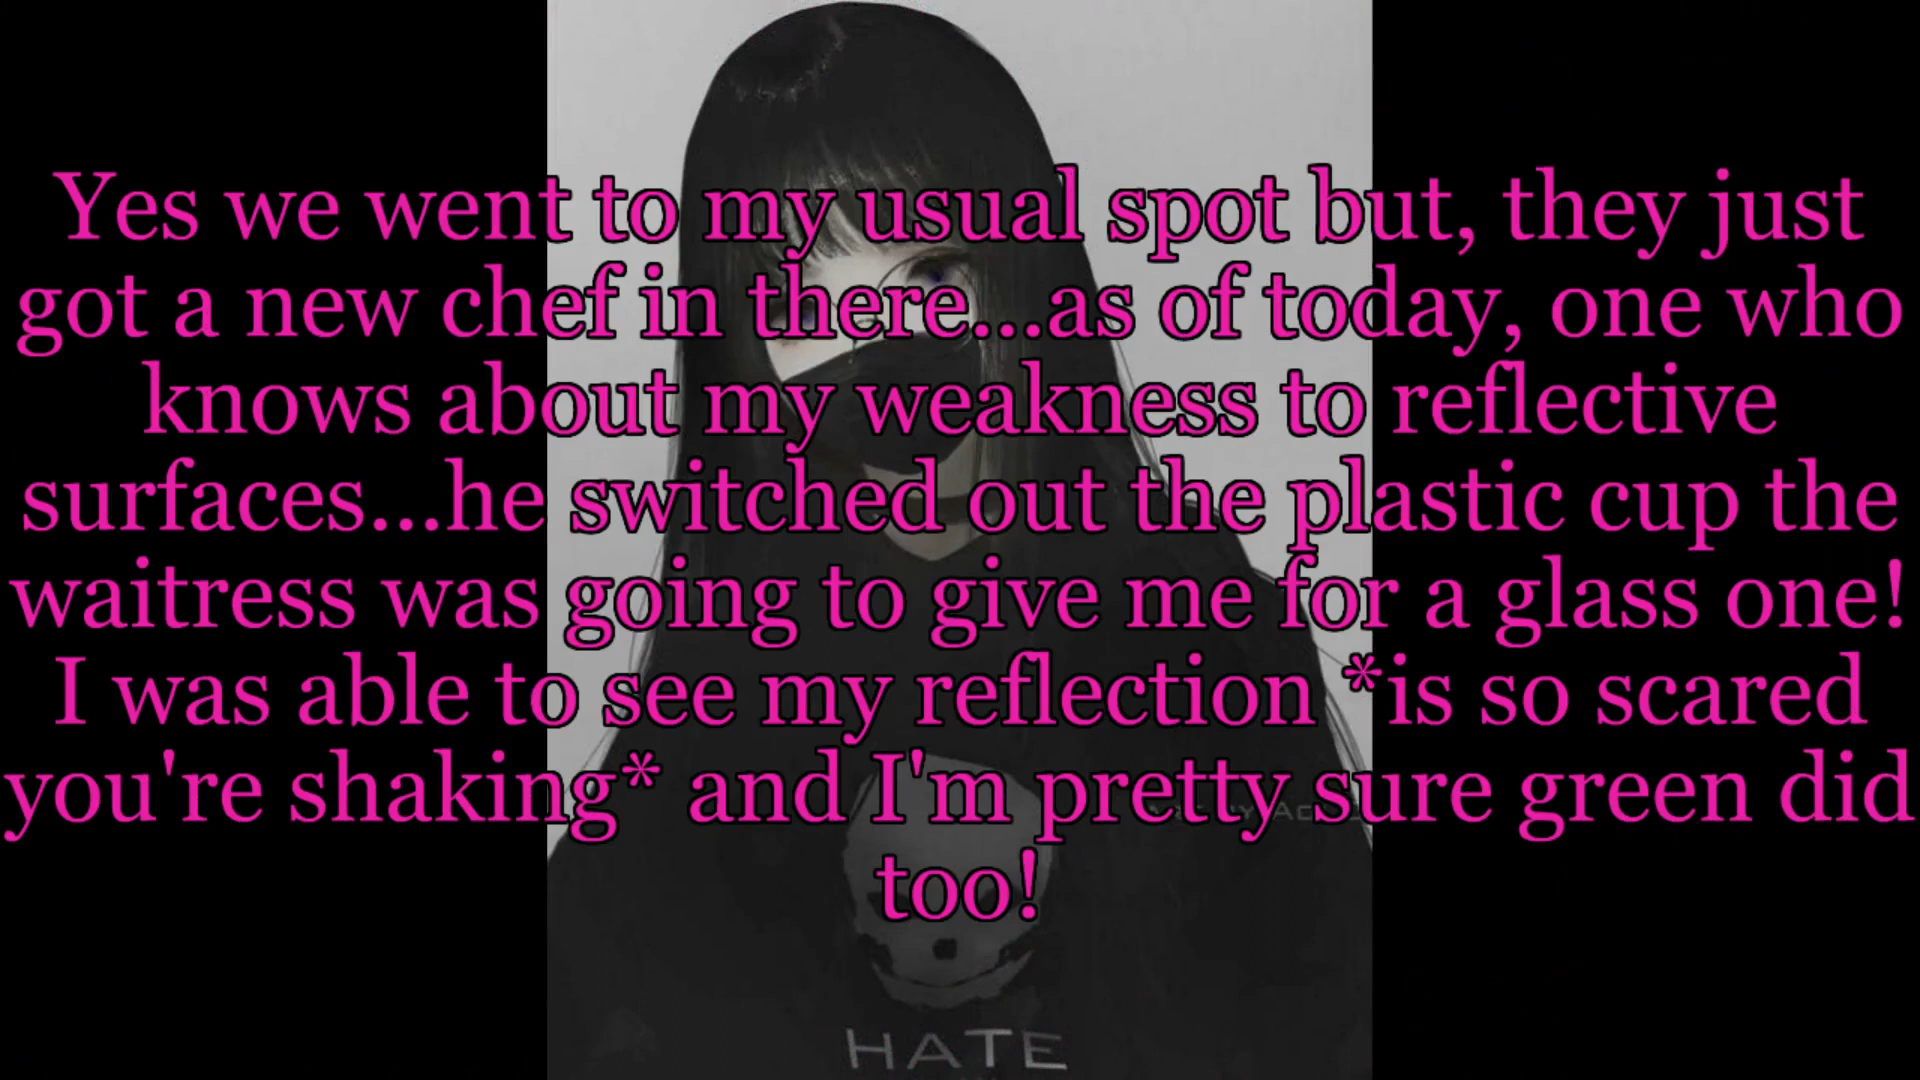 Yes we went to my usual spot but, they just
got a new chef in there...as of today, one who
knows about my weakness to reflective
surfaces...he switched out the plastic cup the
waitress was going to give me for a glass one!
I was able to see my reflection *is so scared
you're shaking* and I'm pretty sure green did
too!
HATE